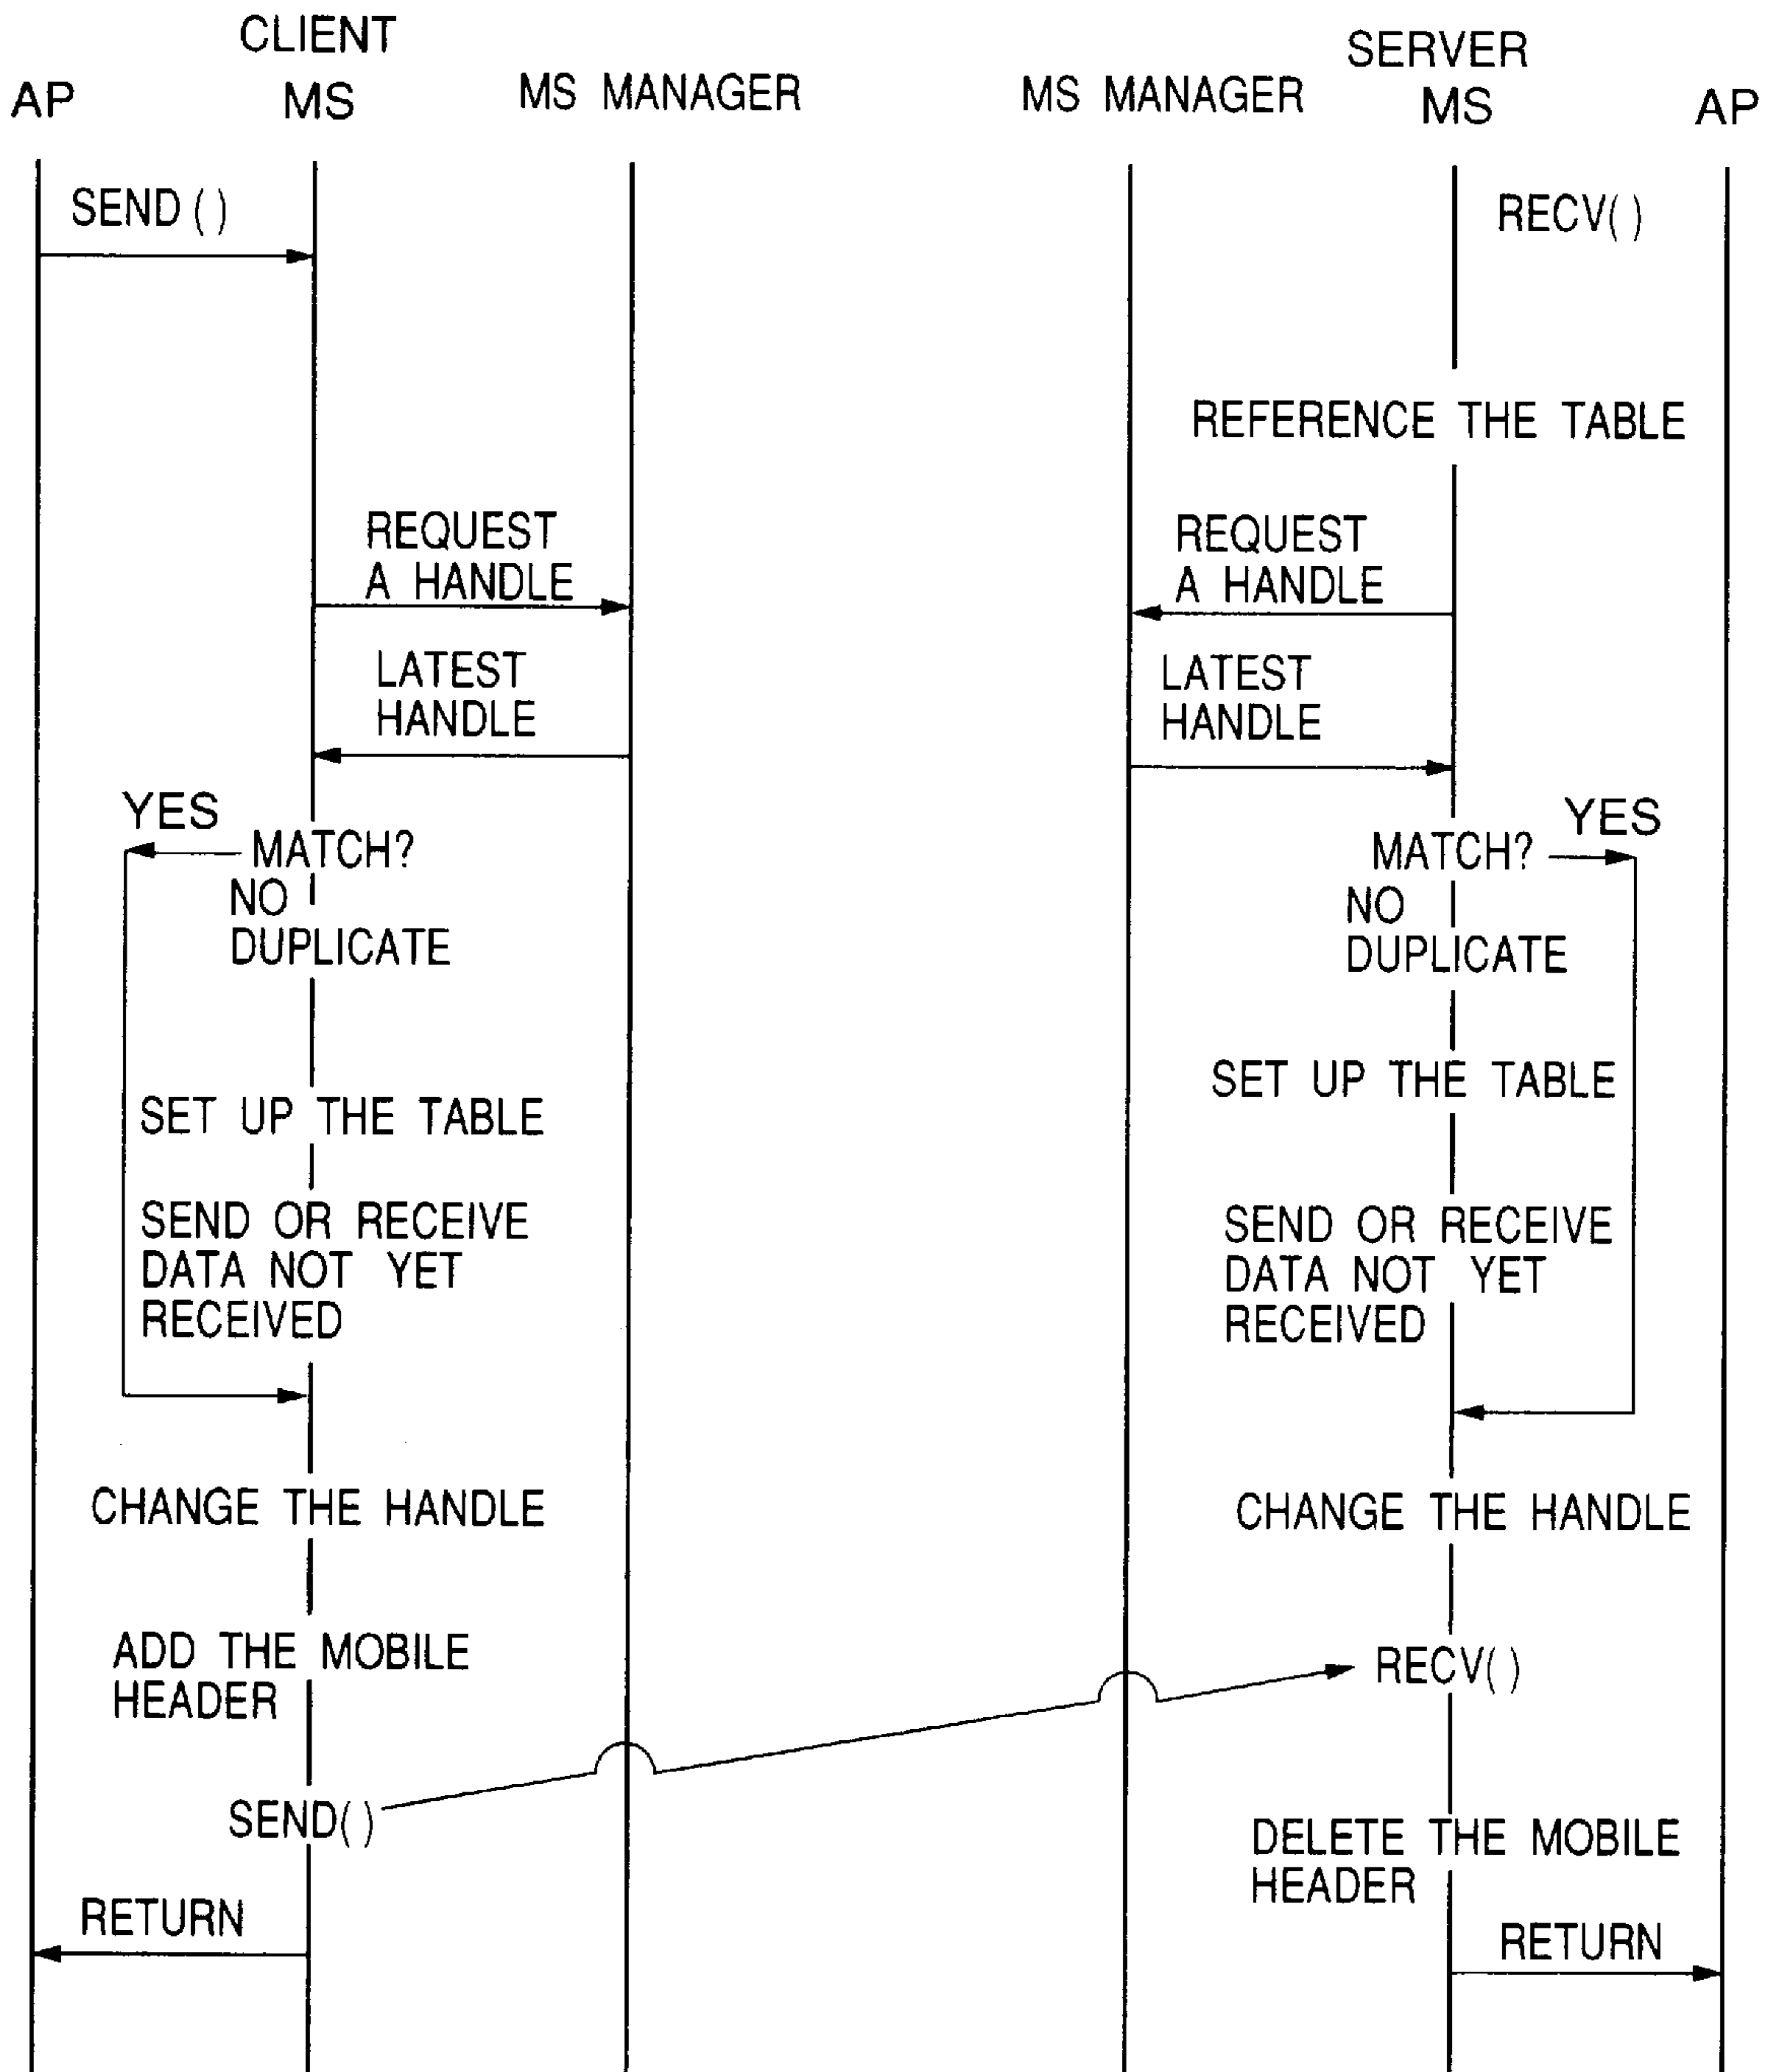 CLIENT
SERVER
AP
MS
MS MANAGER
MS MANAGER
MS
AP
SEND ( )
RECV( )
REFERENCE THE TABLE
REQUEST
A HANDLE
REQUEST
A HANDLE
LATEST
HANDLE
LATEST
HANDLE
YES
MATCH?
NO
DUPLICATE
YES
MATCH?
NO
DUPLICATE
SET UP THE TABLE
SET UP THE TABLE
SEND OR RECEIVE
DATA NOT YET
RECEIVED
SEND OR RECEIVE
DATA NOT YET
RECEIVED
CHANGE THE HANDLE
CHANGE THE HANDLE
ADD THE MOBILE
HEADER
RECV( )
SEND( )
DELETE THE MOBILE
HEADER
RETURN
RETURN